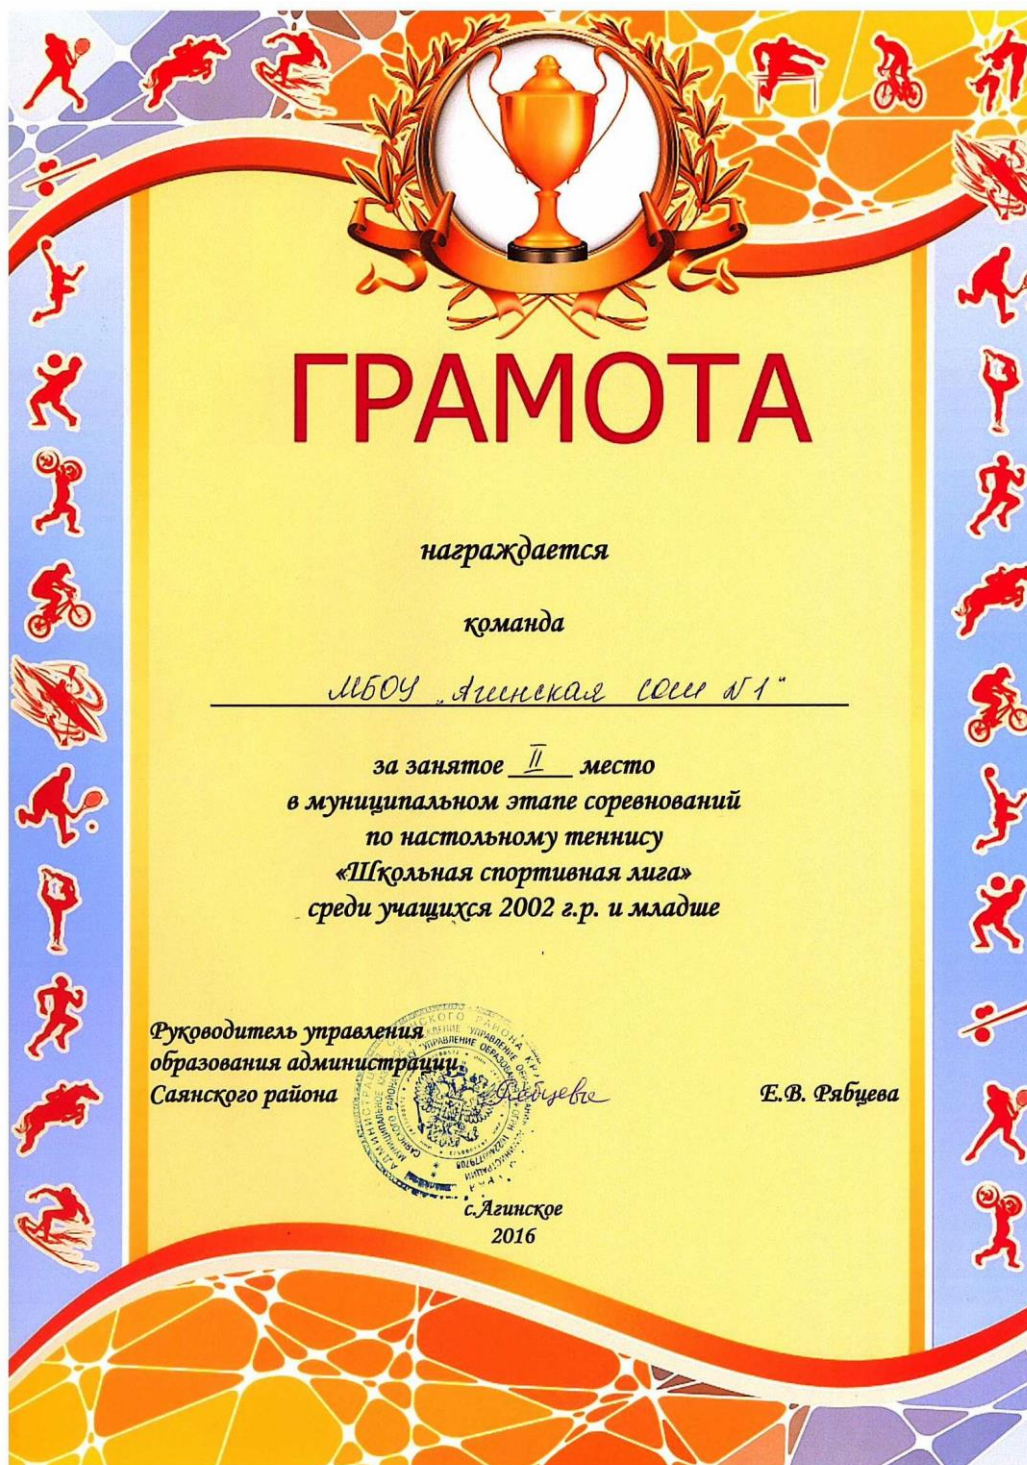 ГРАМОТА
награждается
команда
МБОУ „Агинская сош №1“
за занятое II место
в муниципальном этапе соревнований
по настольному теннису
«Школьная спортивная лига»
среди учащихся 2002 г.р. и младше
Руководитель управления
образования администрации
Саянского района
Рябцева
Е.В. Рябцева
с.Агинское
2016